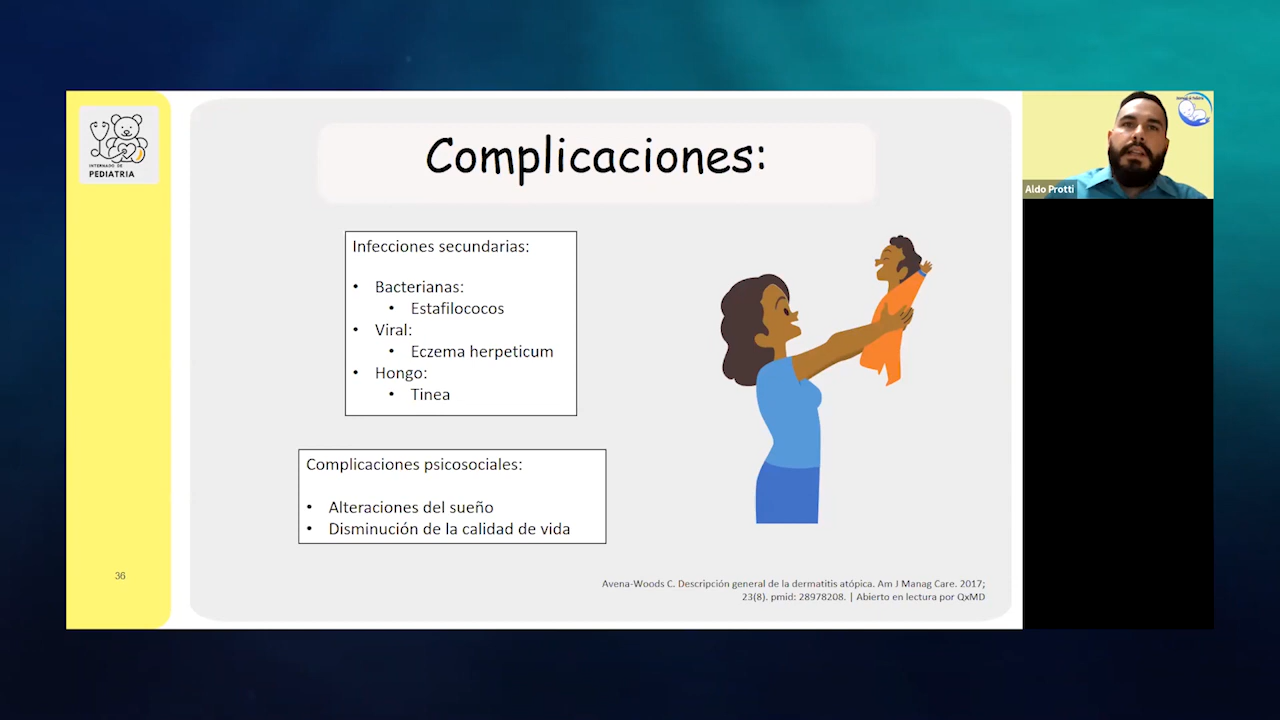 INTERNADO DE
PEDIATRIA
Complicaciones:
Infecciones secundarias:
• Bacterianas:
• Estafilococos
• Viral:
• Eczema herpeticum
• Hongo:
• Tinea
Complicaciones psicosociales:
• Alteraciones del sueño
• Disminución de la calidad de vida
36
Avena-Woods C. Descripción general de la dermatitis atópica. Am J Manag Care. 2017;
23(8). pmid: 28978208. | Abierto en lectura por QxMD
Aldo Protti